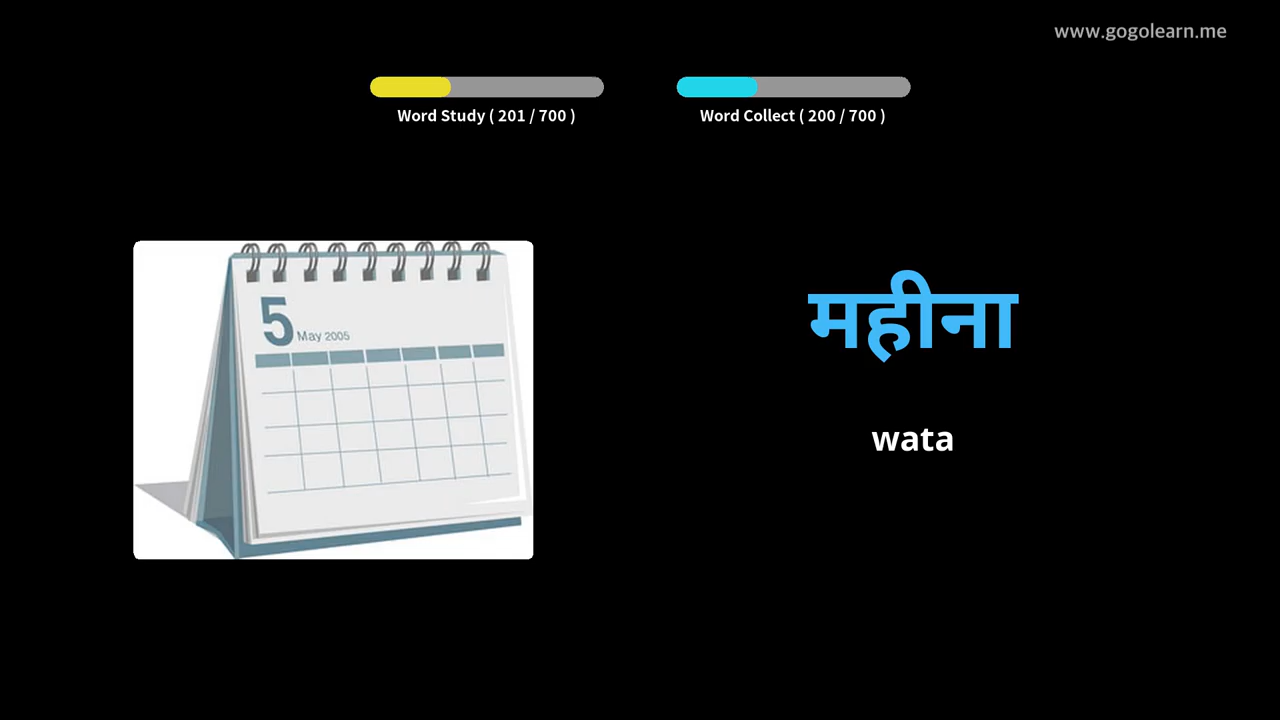 www.gogolearn.me
Word Study ( 201 / 700 )
Word Collect ( 200 / 700 )
5 May 2005
महीना
wata